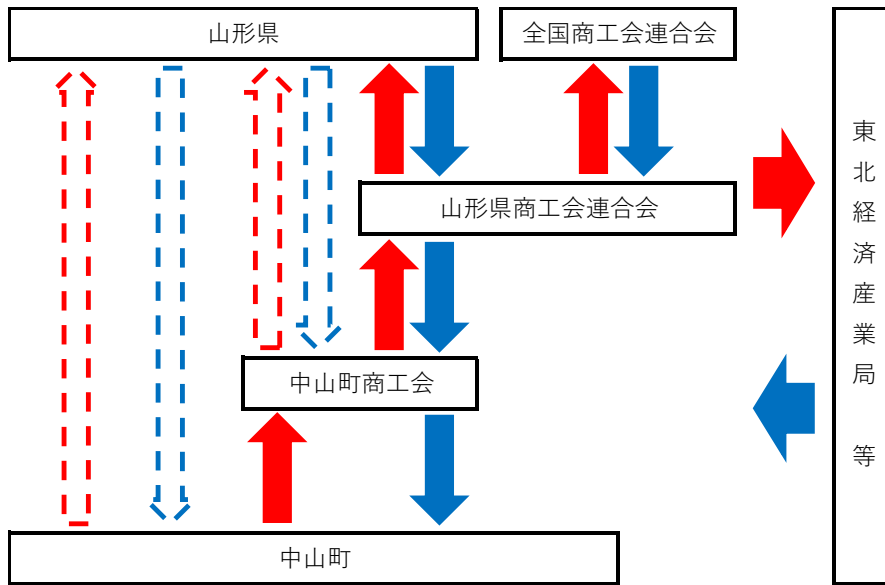 山形県
全国商工会連合会
山形県商工会連合会
中山町商工会
中山町
東北経済産業局 等